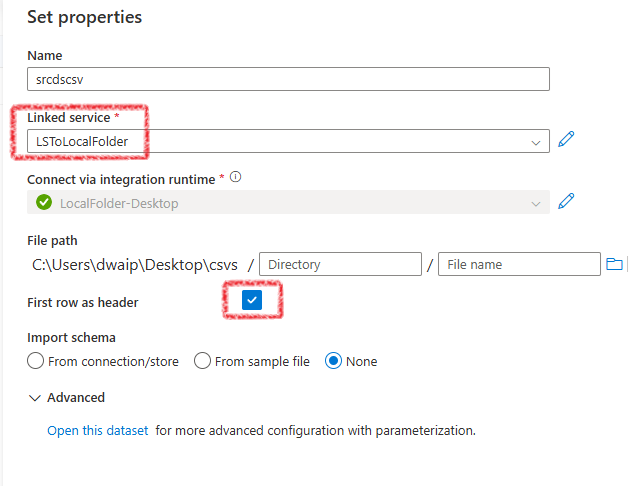 Set properties
Name
srcdscsv
Linked service *
LSToLocalFolder
Connect via integration runtime *
LocalFolder-Desktop
File path
C:\Users\dwaip\Desktop\csvs / Directory / File name
First row as header
Import schema
From connection/store From sample file None
Advanced
Open this dataset for more advanced configuration with parameterization.